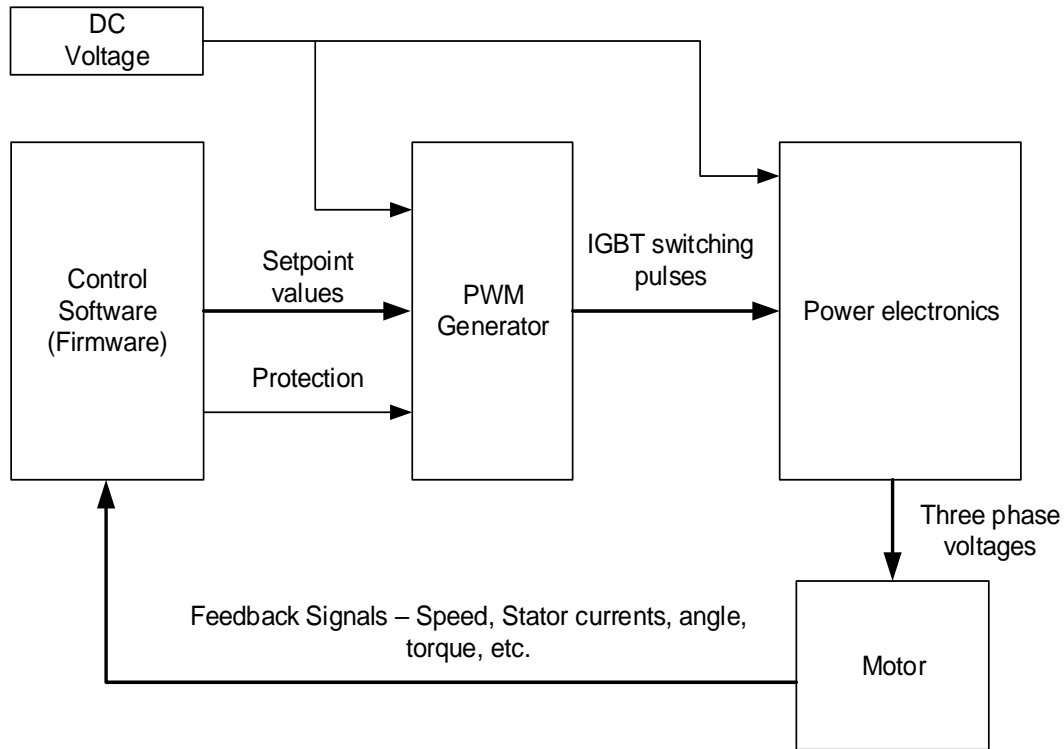 DC
Voltage
Control
Software
(Firmware)
Setpoint
values
Protection
PWM
Generator
IGBT switching
pulses
Power electronics
Three phase
voltages
Motor
Feedback Signals – Speed, Stator currents, angle,
torque, etc.